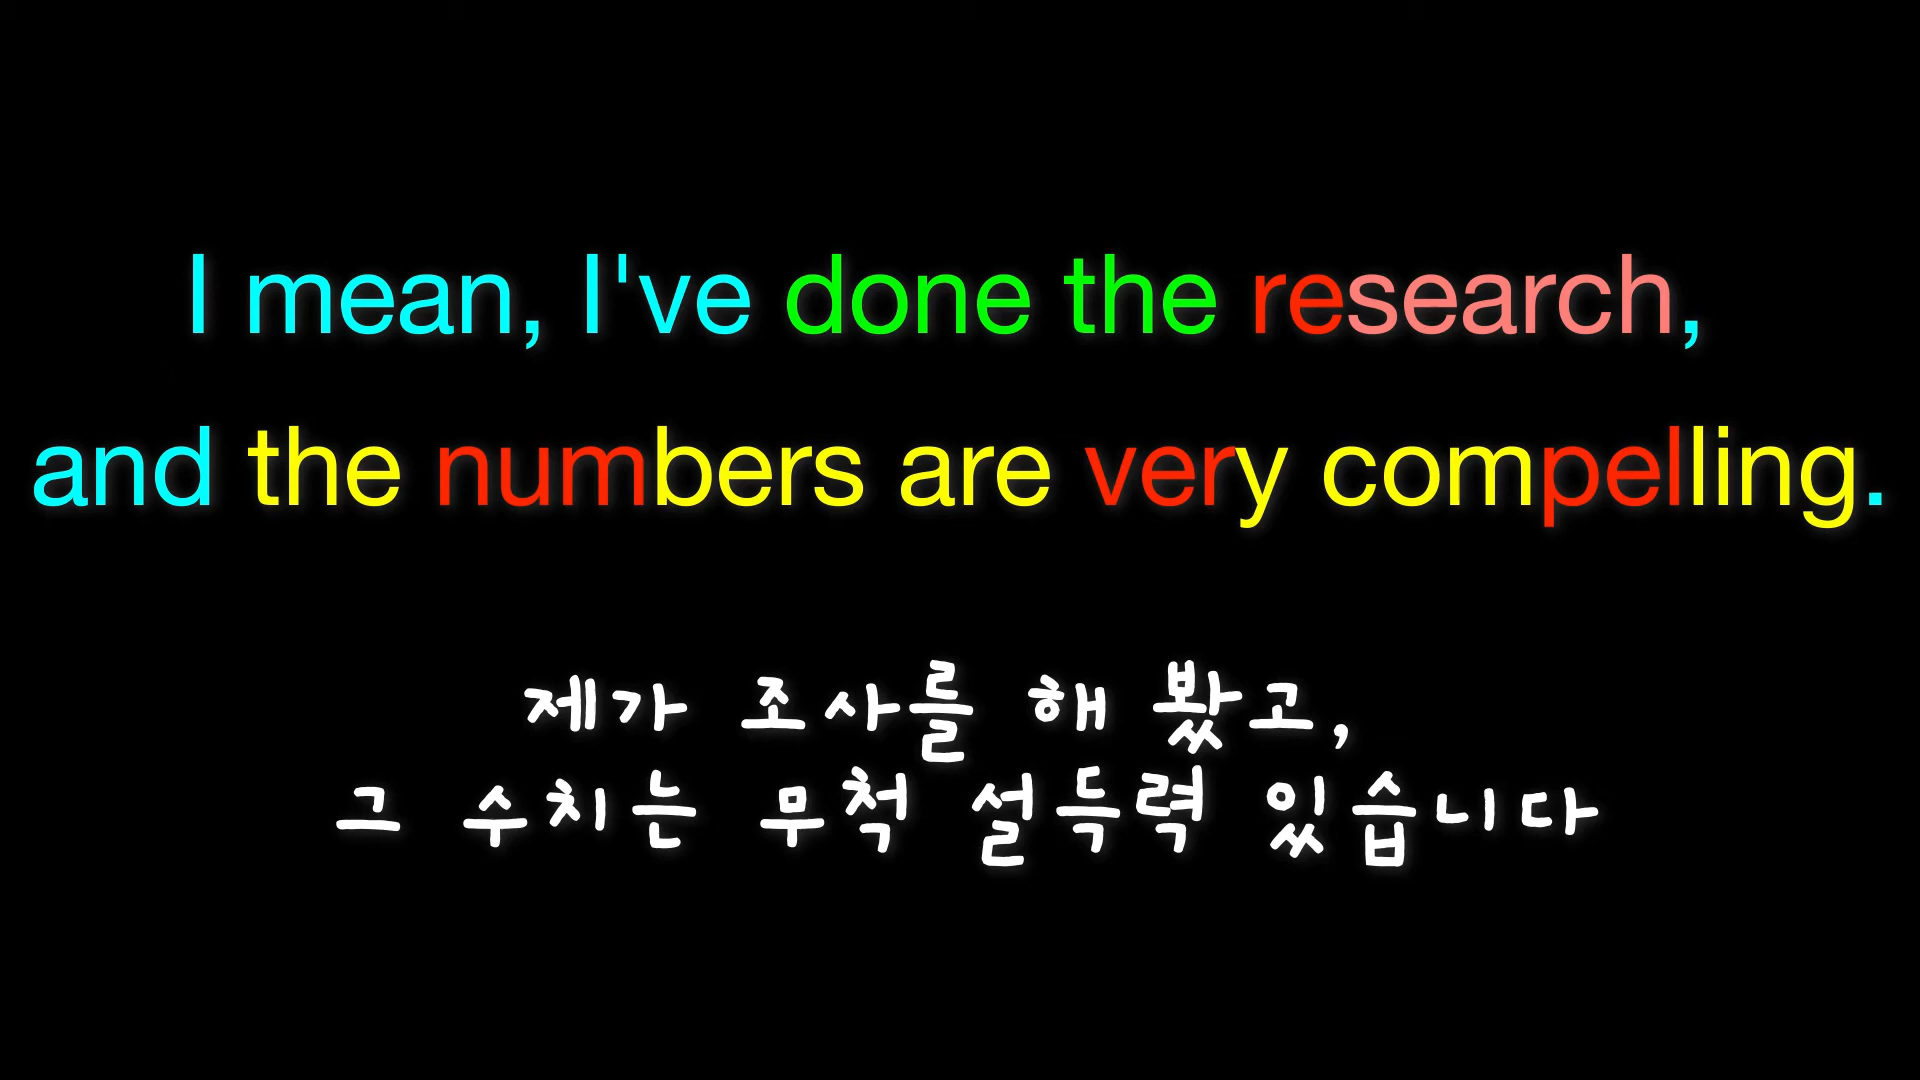 I mean, I've done the research,
and the numbers are very compelling.
제가 조사를 해 봤고,
그 수치는 무척 설득력 있습니다